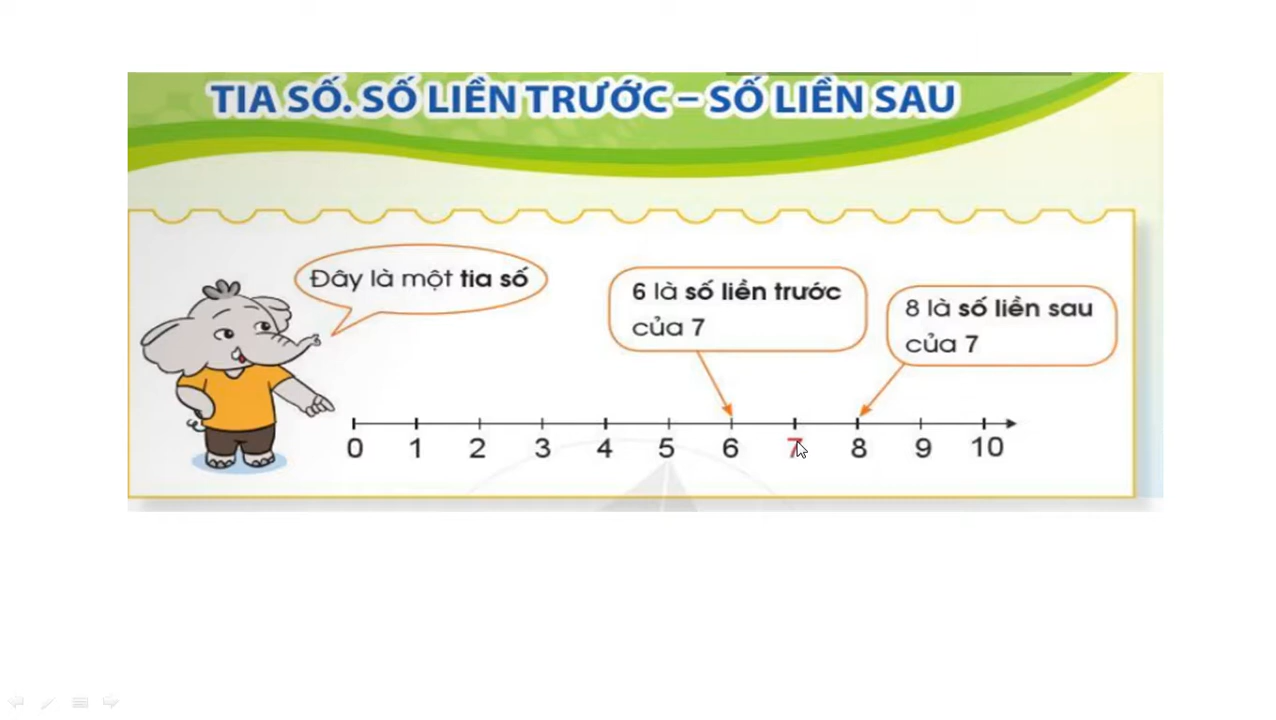 TIA SỐ. SỐ LIỀN TRƯỚC – SỐ LIỀN SAU
Đây là một tia số
6 là số liền trước
của 7
8 là số liền sau
của 7
0 1 2 3 4 5 6 7 8 9 10